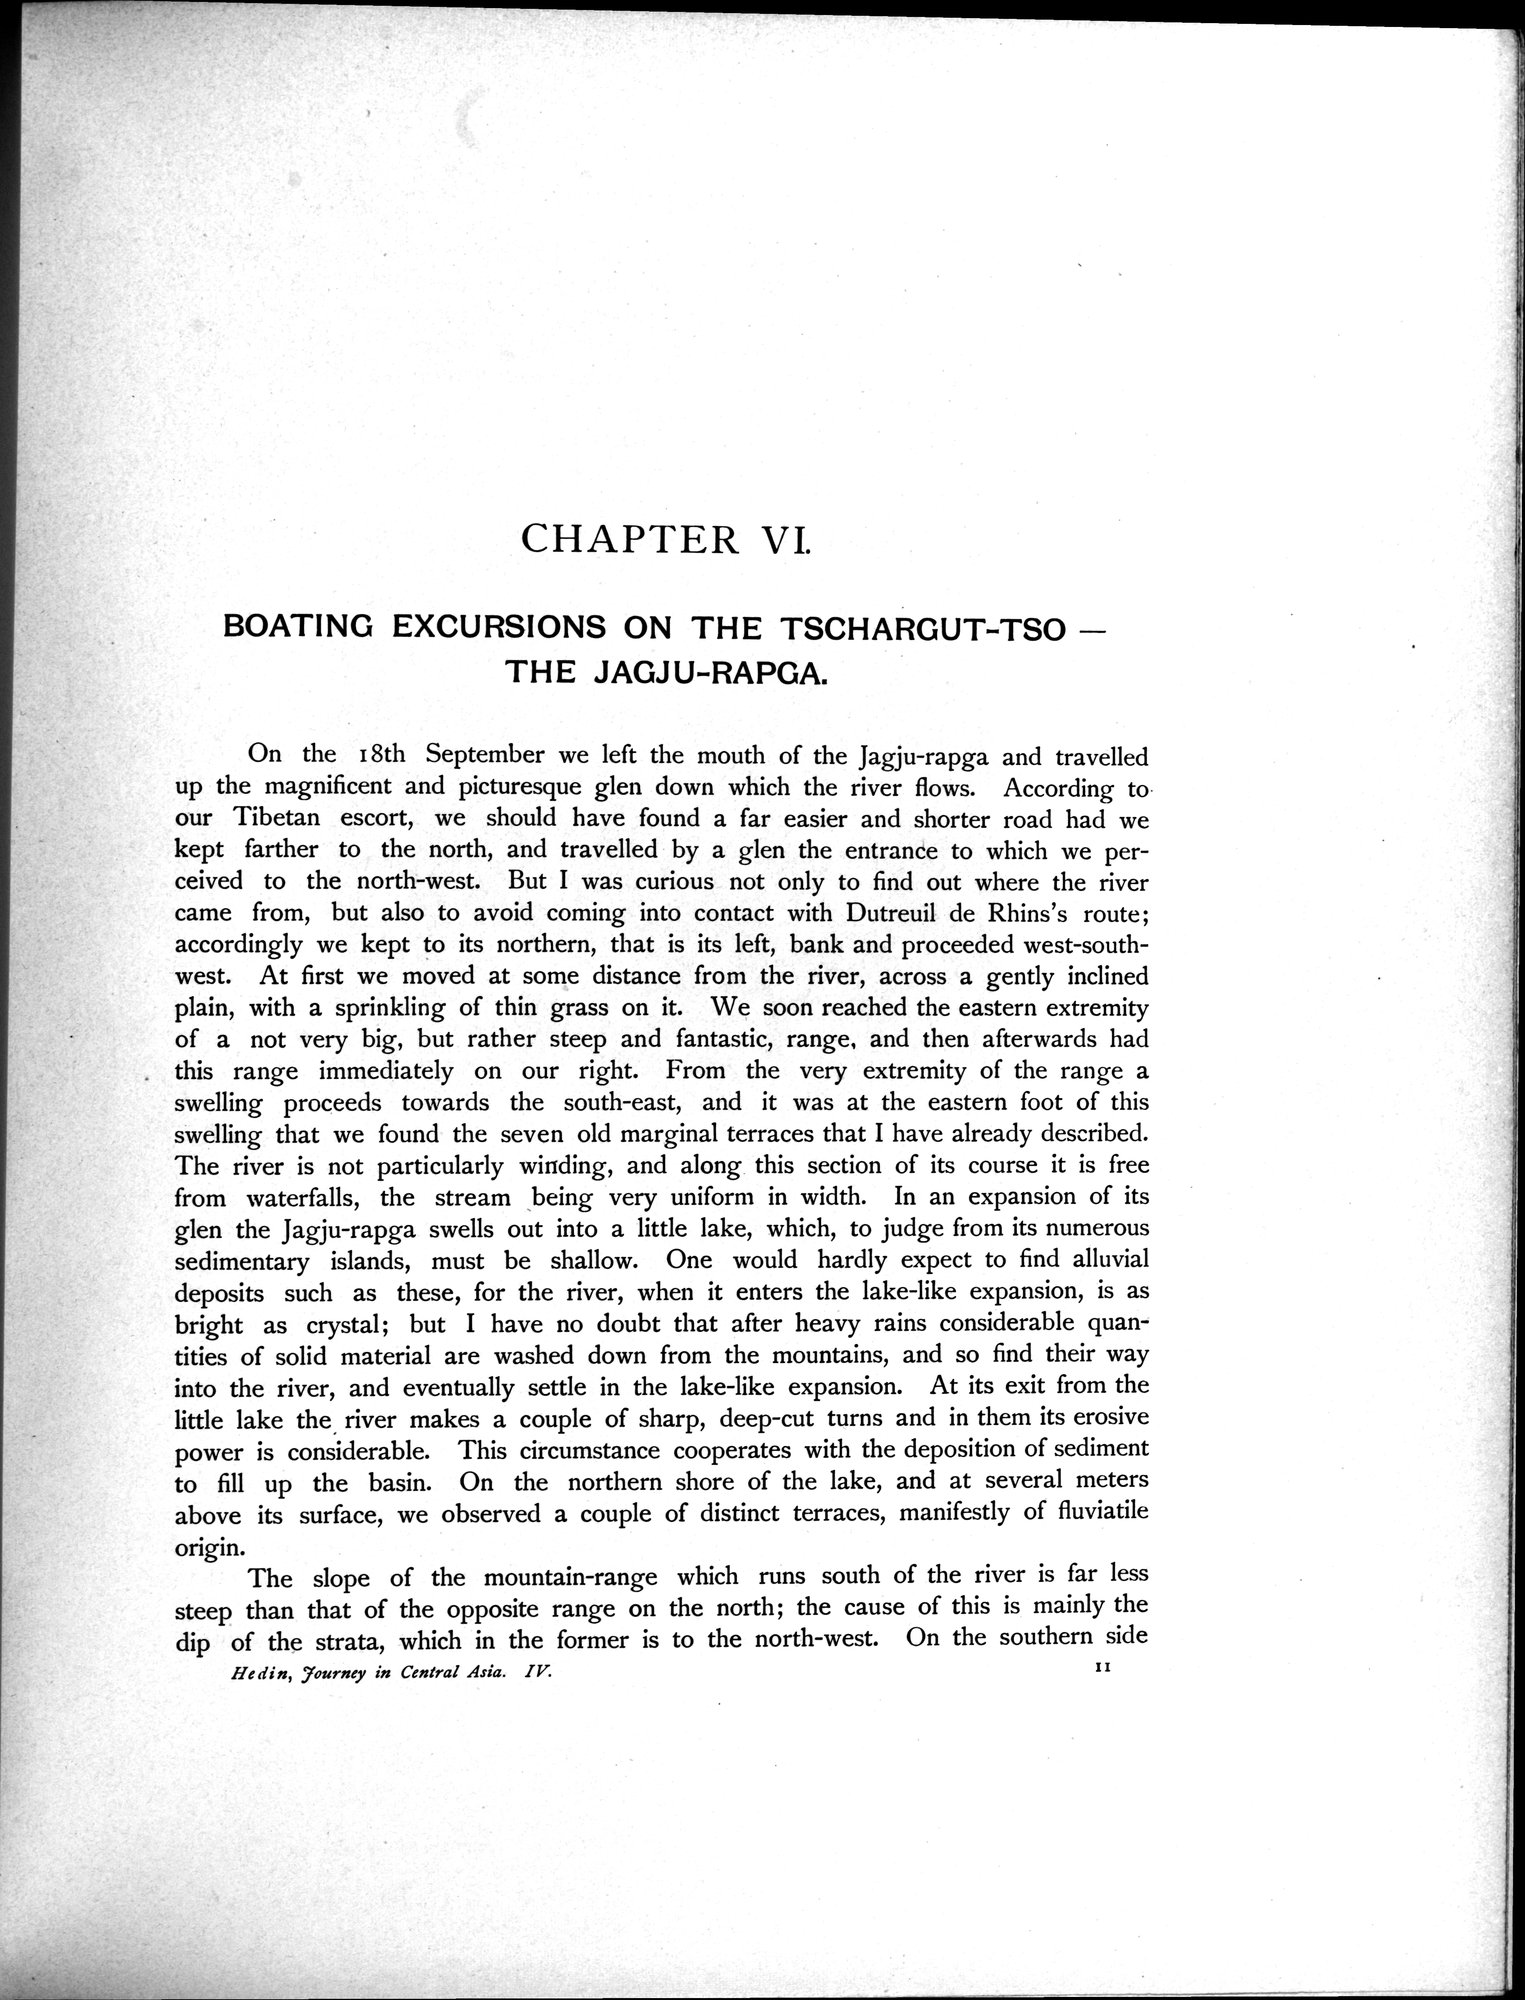 CHAPTER VI.
BOATING EXCURSIONS ON THE TSCHARGUT-TSO —
THE JAGJU-RAPGA.
On the 18th September we left the mouth of the Jagju-rapga and travelled
up the magnificent and picturesque glen down which the river flows. According to
our Tibetan escort, we should have found a far easier and shorter road had we
kept farther to the north, and travelled by a glen the entrance to which we per-
ceived to the north-west. But I was curious not only to find out where the river
came from, but also to avoid coming into contact with Dutreuil de Rhins's route;
accordingly we kept to its northern, that is its left, bank and proceeded west-south-
west. At first we moved at some distance from the river, across a gently inclined
plain, with a sprinkling of thin grass on it. We soon reached the eastern extremity
of a not very big, but rather steep and fantastic, range, and then afterwards had
this range immediately on our right. From the very extremity of the range a
swelling proceeds towards the south-east, and it was at the eastern foot of this
swelling that we found the seven old marginal terraces that I have already described.
The river is not particularly winding, and along this section of its course it is free
from waterfalls, the stream being very uniform in width. In an expansion of its
glen the Jagju-rapga swells out into a little lake, which, to judge from its numerous
sedimentary islands, must be shallow. One would hardly expect to find alluvial
deposits such as these, for the river, when it enters the lake-like expansion, is as
bright as crystal; but I have no doubt that after heavy rains considerable quan-
tities of solid material are washed down from the mountains, and so find their way
into the river, and eventually settle in the lake-like expansion. At its exit from the
little lake the river makes a couple of sharp, deep-cut turns and in them its erosive
power is considerable. This circumstance cooperates with the deposition of sediment
to fill up the basin. On the northern shore of the lake, and at several meters
above its surface, we observed a couple of distinct terraces, manifestly of fluviatile
origin.
The slope of the mountain-range which runs south of the river is far less
steep than that of the opposite range on the north; the cause of this is mainly the
dip of the strata, which in the former is to the north-west. On the southern side
Hedin, Journey in Central Asia. IV. 11